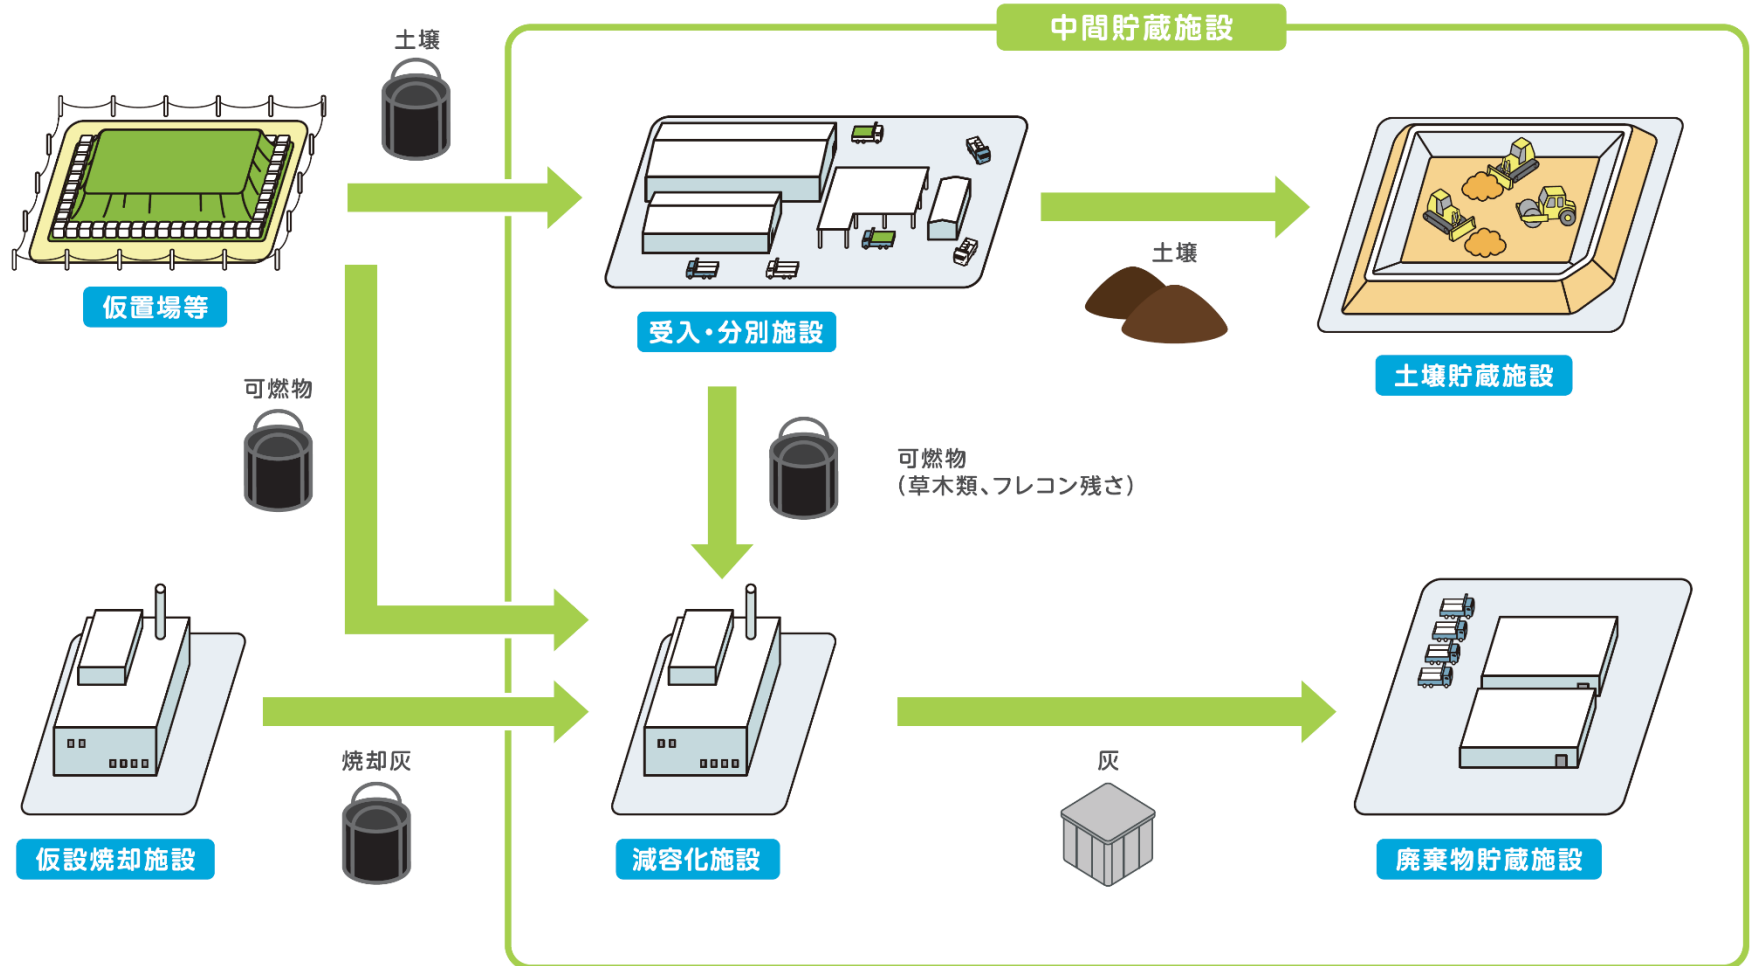 中間貯蔵施設
土壌
仮置場等
受入・分別施設
土壌
土壌貯蔵施設
可燃物
可燃物
(草木類、フレコン残さ)
焼却灰
灰
仮設焼却施設
減容化施設
廃棄物貯蔵施設